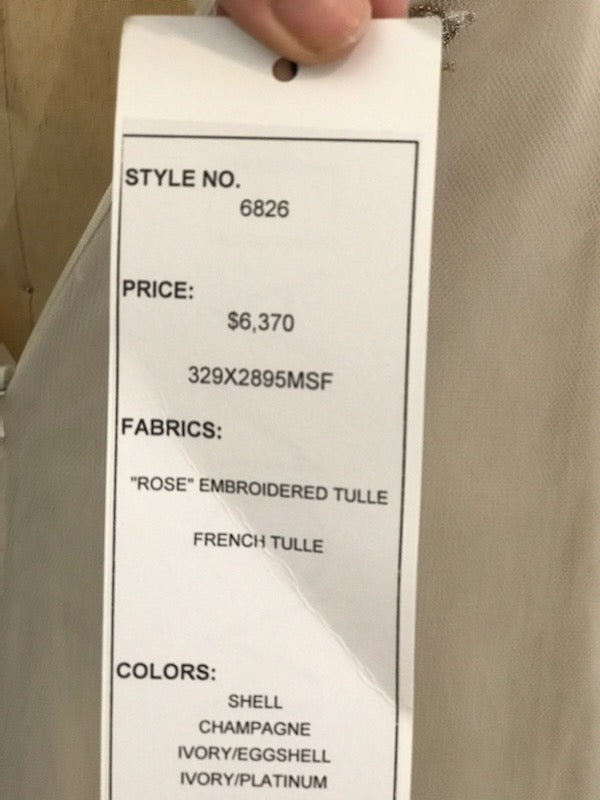 STYLE NO.
6826
PRICE:
$6,370
329X2895MSF
FABRICS:
"ROSE" EMBROIDERED TULLE
FRENCH TULLE
COLORS:
SHELL
CHAMPAGNE
IVORY/EGGSHELL
IVORY/PLATINUM